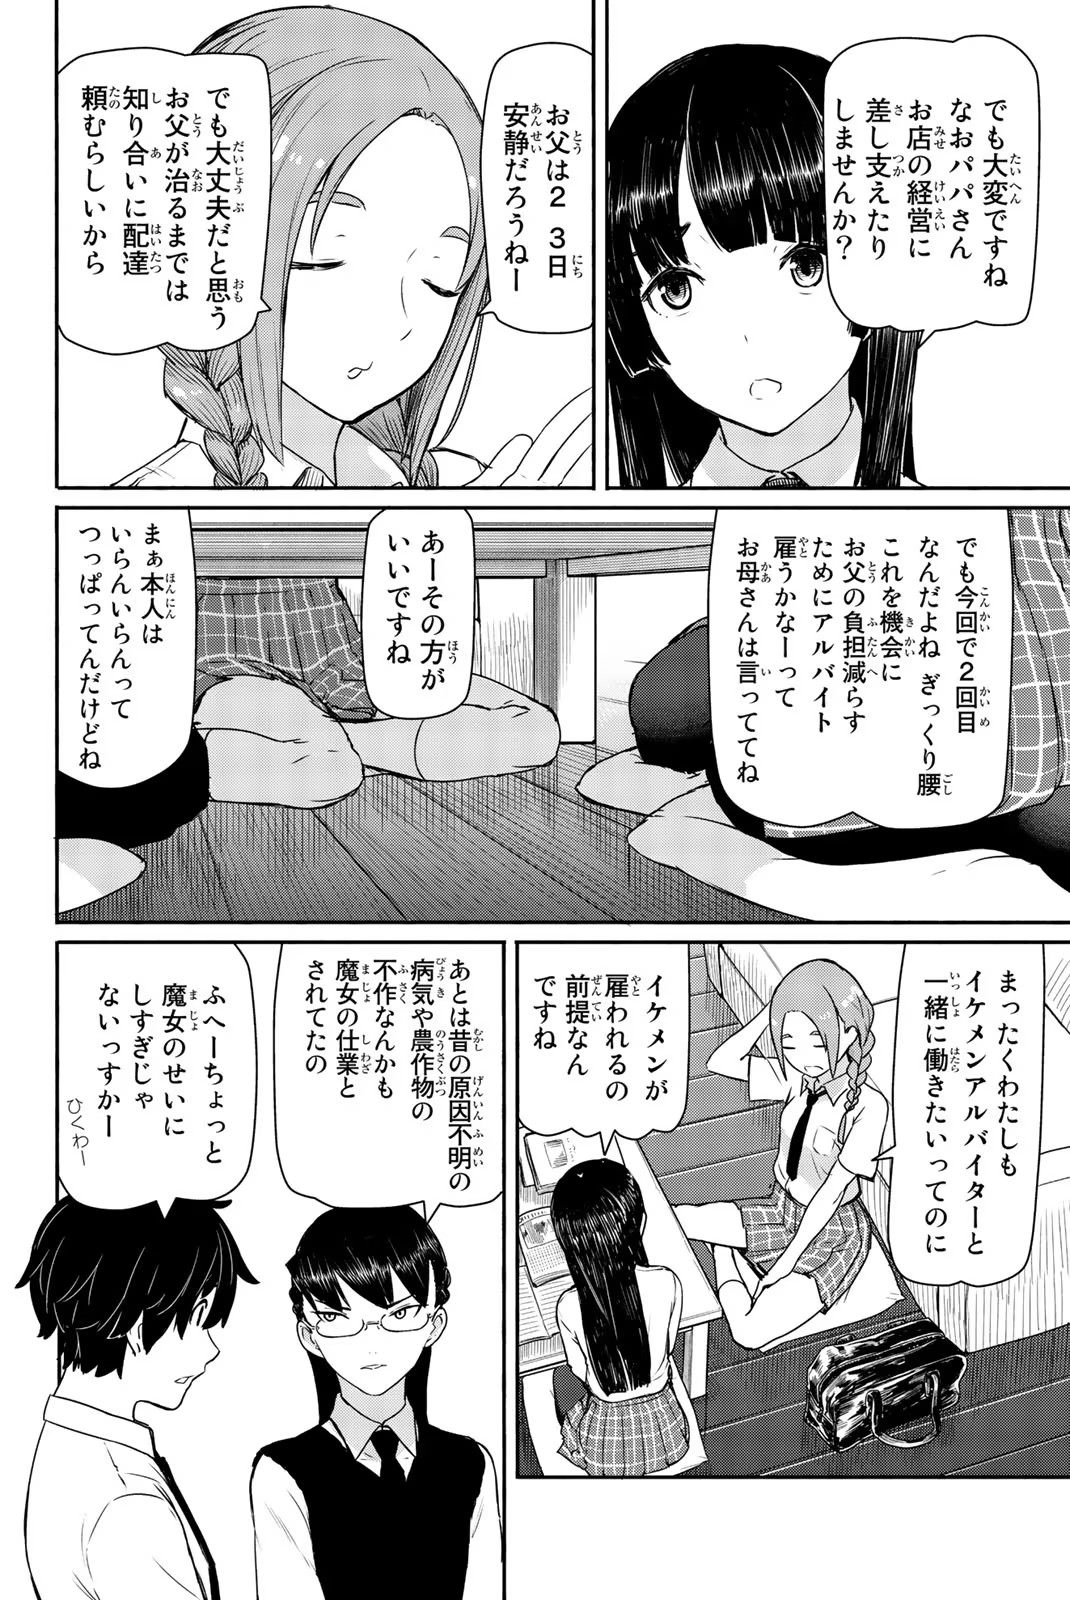 でも大変ですね
なおパパさん
お店の経営に
差し支えたり
しませんか?
お父は2 3日
安静だろうねー
でも大丈夫だと思う
お父が治るまでは
知り合いに配達
頼むらしいから
でも今回で2回目
なんだよね ぎっくり腰
これを機会に
お父の負担減らす
ためにアルバイト
雇うかなーって
お母さんは言っててね
あーその方が
いいですね
まぁ本人は
いらんいらんって
つっぱってんだけどね
まったくわたしも
イケメンアルバイターと
一緒に働きたいってのに
イケメンが
雇われるの
前提なん
ですね
あとは昔の原因不明の
病気や農作物の
不作なんかも
魔女の仕業と
されてたの
ふへーちょっと
魔女のせいに
しすぎじゃ
ないっすかー
ひくわー